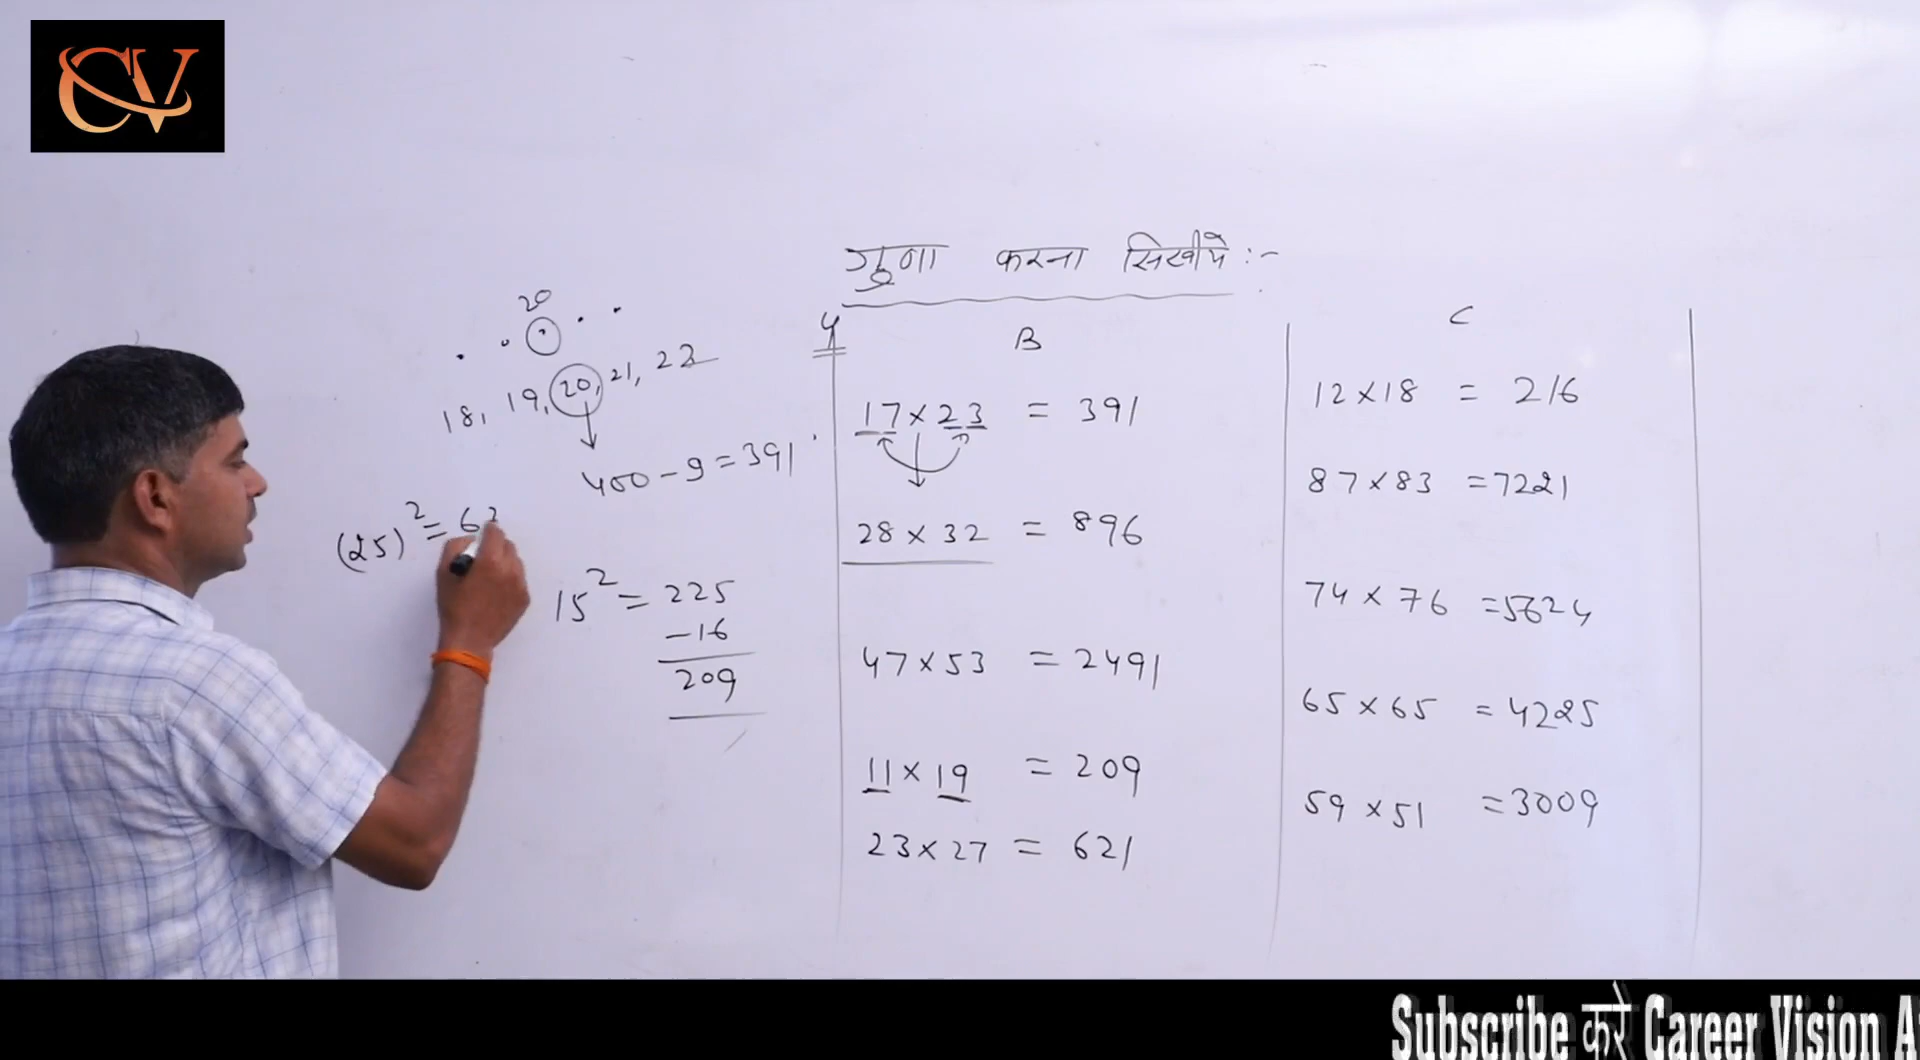 CV
गुणा करना सिखीये :-
20
18, 19, 20, 21, 22
400 - 9 = 391
(25)² = 62
15² = 225
- 16
209
B
17 × 23 = 391
28 × 32 = 896
47 × 53 = 2491
11 × 19 = 209
23 × 27 = 621
C
12 × 18 = 216
87 × 83 = 7221
74 × 76 = 5624
65 × 65 = 4225
59 × 51 = 3009
Subscribe करे Career Vision A